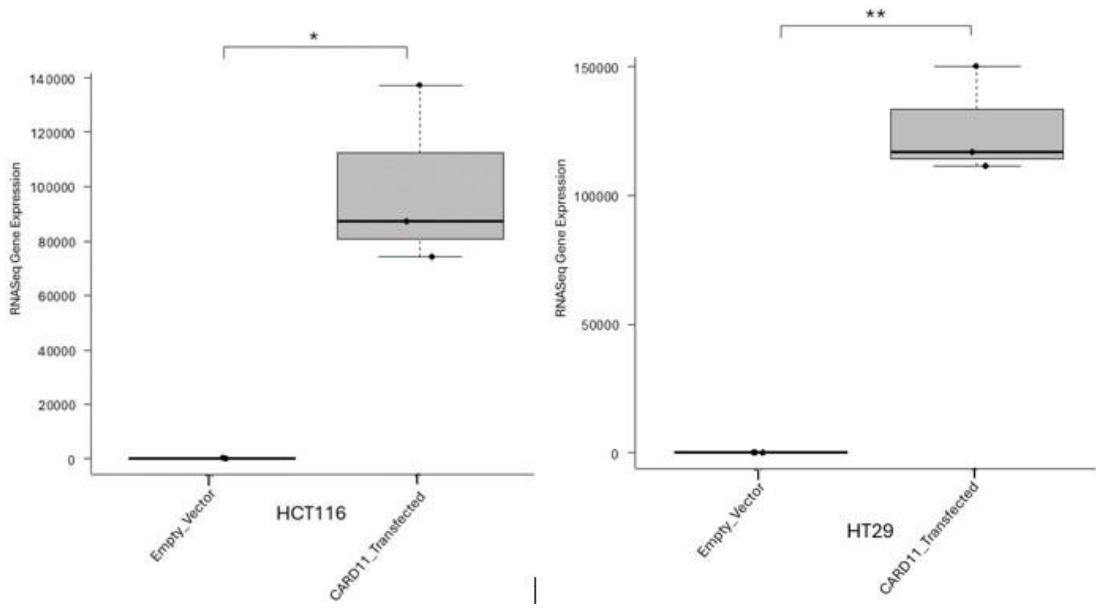 *
140000
120000
100000
80000
60000
40000
20000
0
RNASeq Gene Expression
Empty_Vector
HCT116
CARD11_Transfected
**
150000
100000
50000
0
RNASeq Gene Expression
Empty_Vector
HT29
CARD11_Transfected